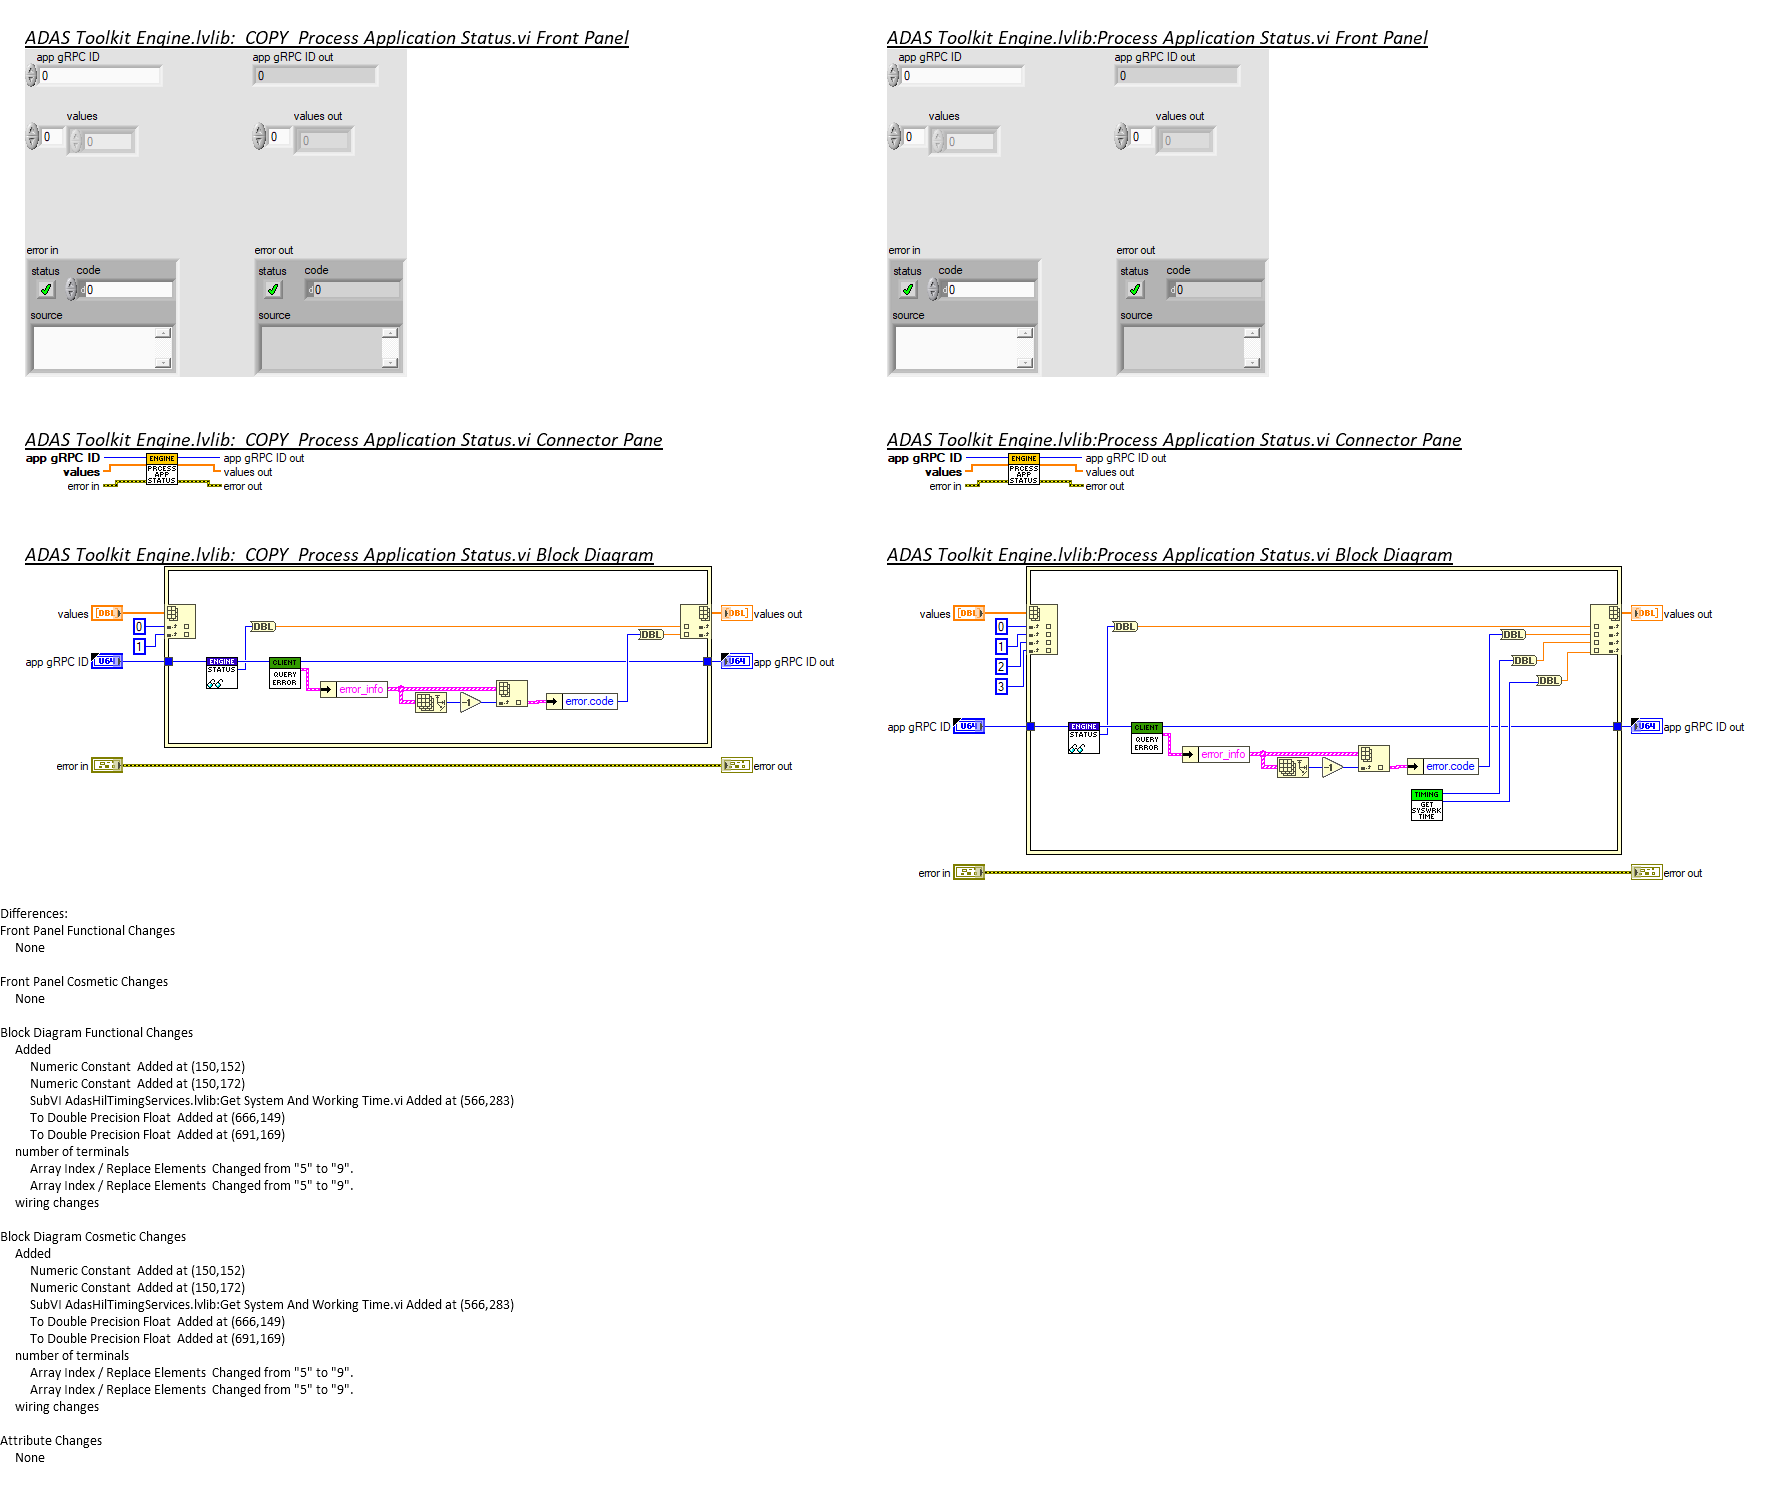 ADAS Toolkit Engine.lvlib:  COPY  Process Application Status.vi Front Panel
app gRPC ID
app gRPC ID out
0
0
values
values out
0
0
0
0
error in
error out
status
code
status
code
d0
d0
source
source
ADAS Toolkit Engine.lvlib:Process Application Status.vi Front Panel
app gRPC ID
app gRPC ID out
0
0
values
values out
0
0
0
0
error in
error out
status
code
status
code
d0
d0
source
source
ADAS Toolkit Engine.lvlib:  COPY  Process Application Status.vi Connector Pane
app gRPC ID
values
error in
ENGINE
PRCESS
APP
STATUS
app gRPC ID out
values out
error out
ADAS Toolkit Engine.lvlib:Process Application Status.vi Connector Pane
app gRPC ID
values
error in
ENGINE
PRCESS
APP
STATUS
app gRPC ID out
values out
error out
ADAS Toolkit Engine.lvlib:  COPY  Process Application Status.vi Block Diagram
values
[DBL]
0
1
DBL
DBL
[DBL]
values out
app gRPC ID
U64
ENGINE
STATUS
CLIENT
QUERY
ERROR
error_info
-1
error.code
U64
app gRPC ID out
error in
error out
ADAS Toolkit Engine.lvlib:Process Application Status.vi Block Diagram
values
[DBL]
0
1
2
3
DBL
DBL
DBL
DBL
[DBL]
values out
app gRPC ID
U64
ENGINE
STATUS
CLIENT
QUERY
ERROR
error_info
-1
error.code
TIMING
GET
SYSWRK
TIME
U64
app gRPC ID out
error in
error out
Differences:
Front Panel Functional Changes
None
Front Panel Cosmetic Changes
None
Block Diagram Functional Changes
Added
Numeric Constant  Added at (150,152)
Numeric Constant  Added at (150,172)
SubVI AdasHilTimingServices.lvlib:Get System And Working Time.vi Added at (566,283)
To Double Precision Float  Added at (666,149)
To Double Precision Float  Added at (691,169)
number of terminals
Array Index / Replace Elements  Changed from "5" to "9".
Array Index / Replace Elements  Changed from "5" to "9".
wiring changes
Block Diagram Cosmetic Changes
Added
Numeric Constant  Added at (150,152)
Numeric Constant  Added at (150,172)
SubVI AdasHilTimingServices.lvlib:Get System And Working Time.vi Added at (566,283)
To Double Precision Float  Added at (666,149)
To Double Precision Float  Added at (691,169)
number of terminals
Array Index / Replace Elements  Changed from "5" to "9".
Array Index / Replace Elements  Changed from "5" to "9".
wiring changes
Attribute Changes
None